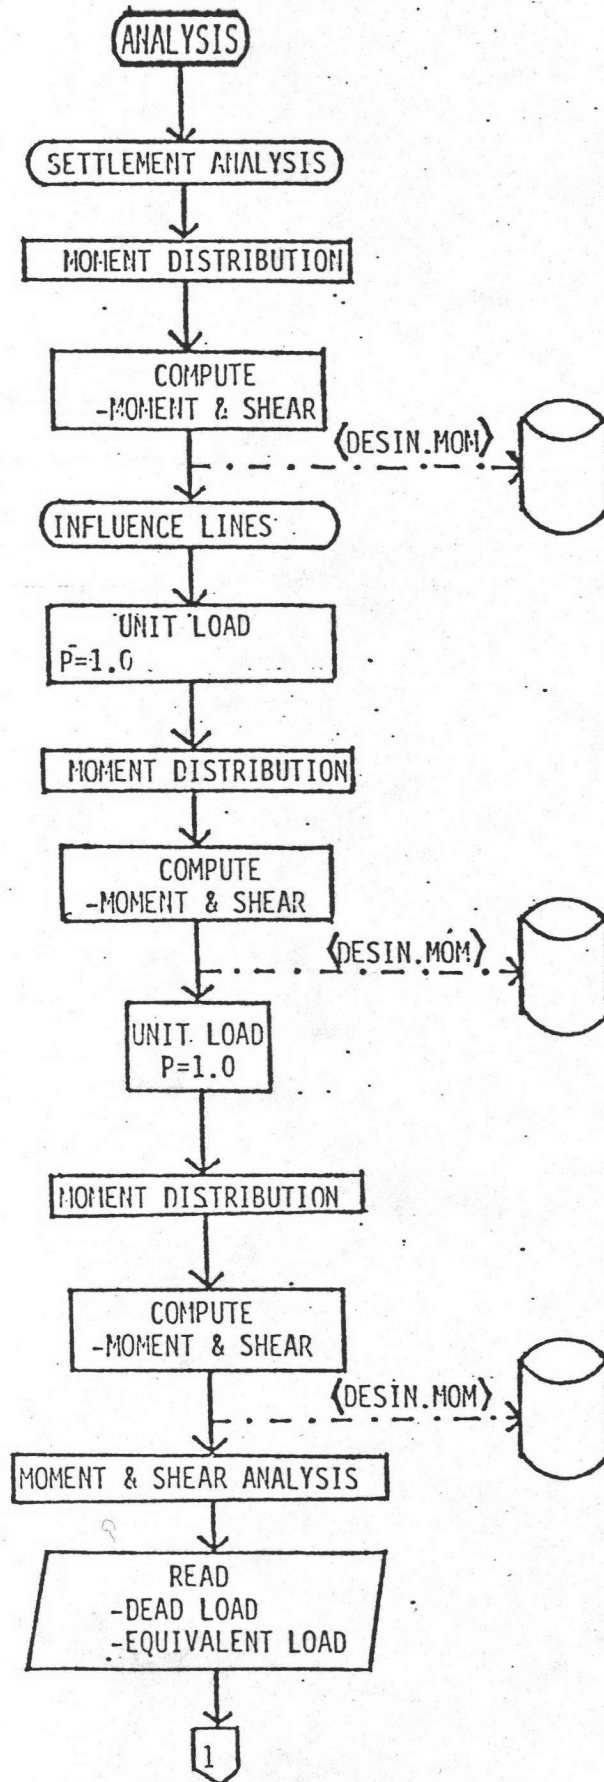 ANALYSIS
SETTLEMENT ANALYSIS
MOMENT DISTRIBUTION
COMPUTE
-MOMENT & SHEAR
<DESIN.MOM>
INFLUENCE LINES
UNIT LOAD
P=1.0
MOMENT DISTRIBUTION
COMPUTE
-MOMENT & SHEAR
<DESIN.MOM>
UNIT LOAD
P=1.0
MOMENT DISTRIBUTION
COMPUTE
-MOMENT & SHEAR
<DESIN.MOM>
MOMENT & SHEAR ANALYSIS
READ
-DEAD LOAD
-EQUIVALENT LOAD
1